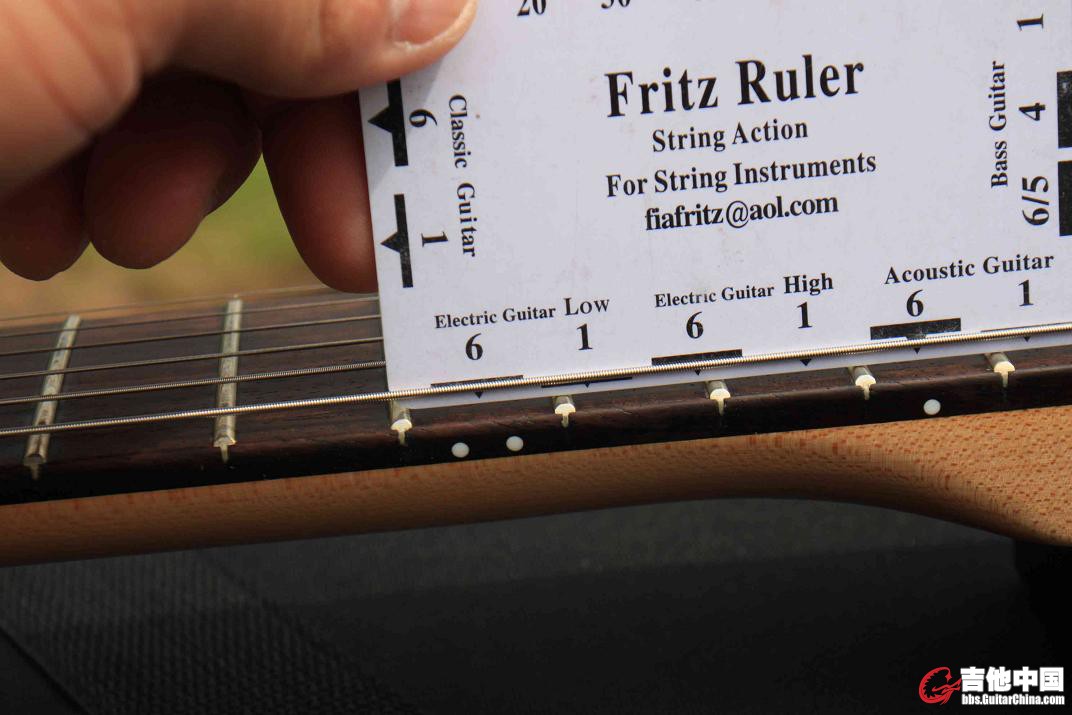 20 30
Fritz Ruler
String Action
For String Instruments
fiafritz@aol.com
Classic Guitar
6
1
Bass Guitar
1
4
6/5
Electric Guitar Low
6 1
Electric Guitar High
6 1
Acoustic Guitar
6 1
吉他中国
bbs.GuitarChina.com